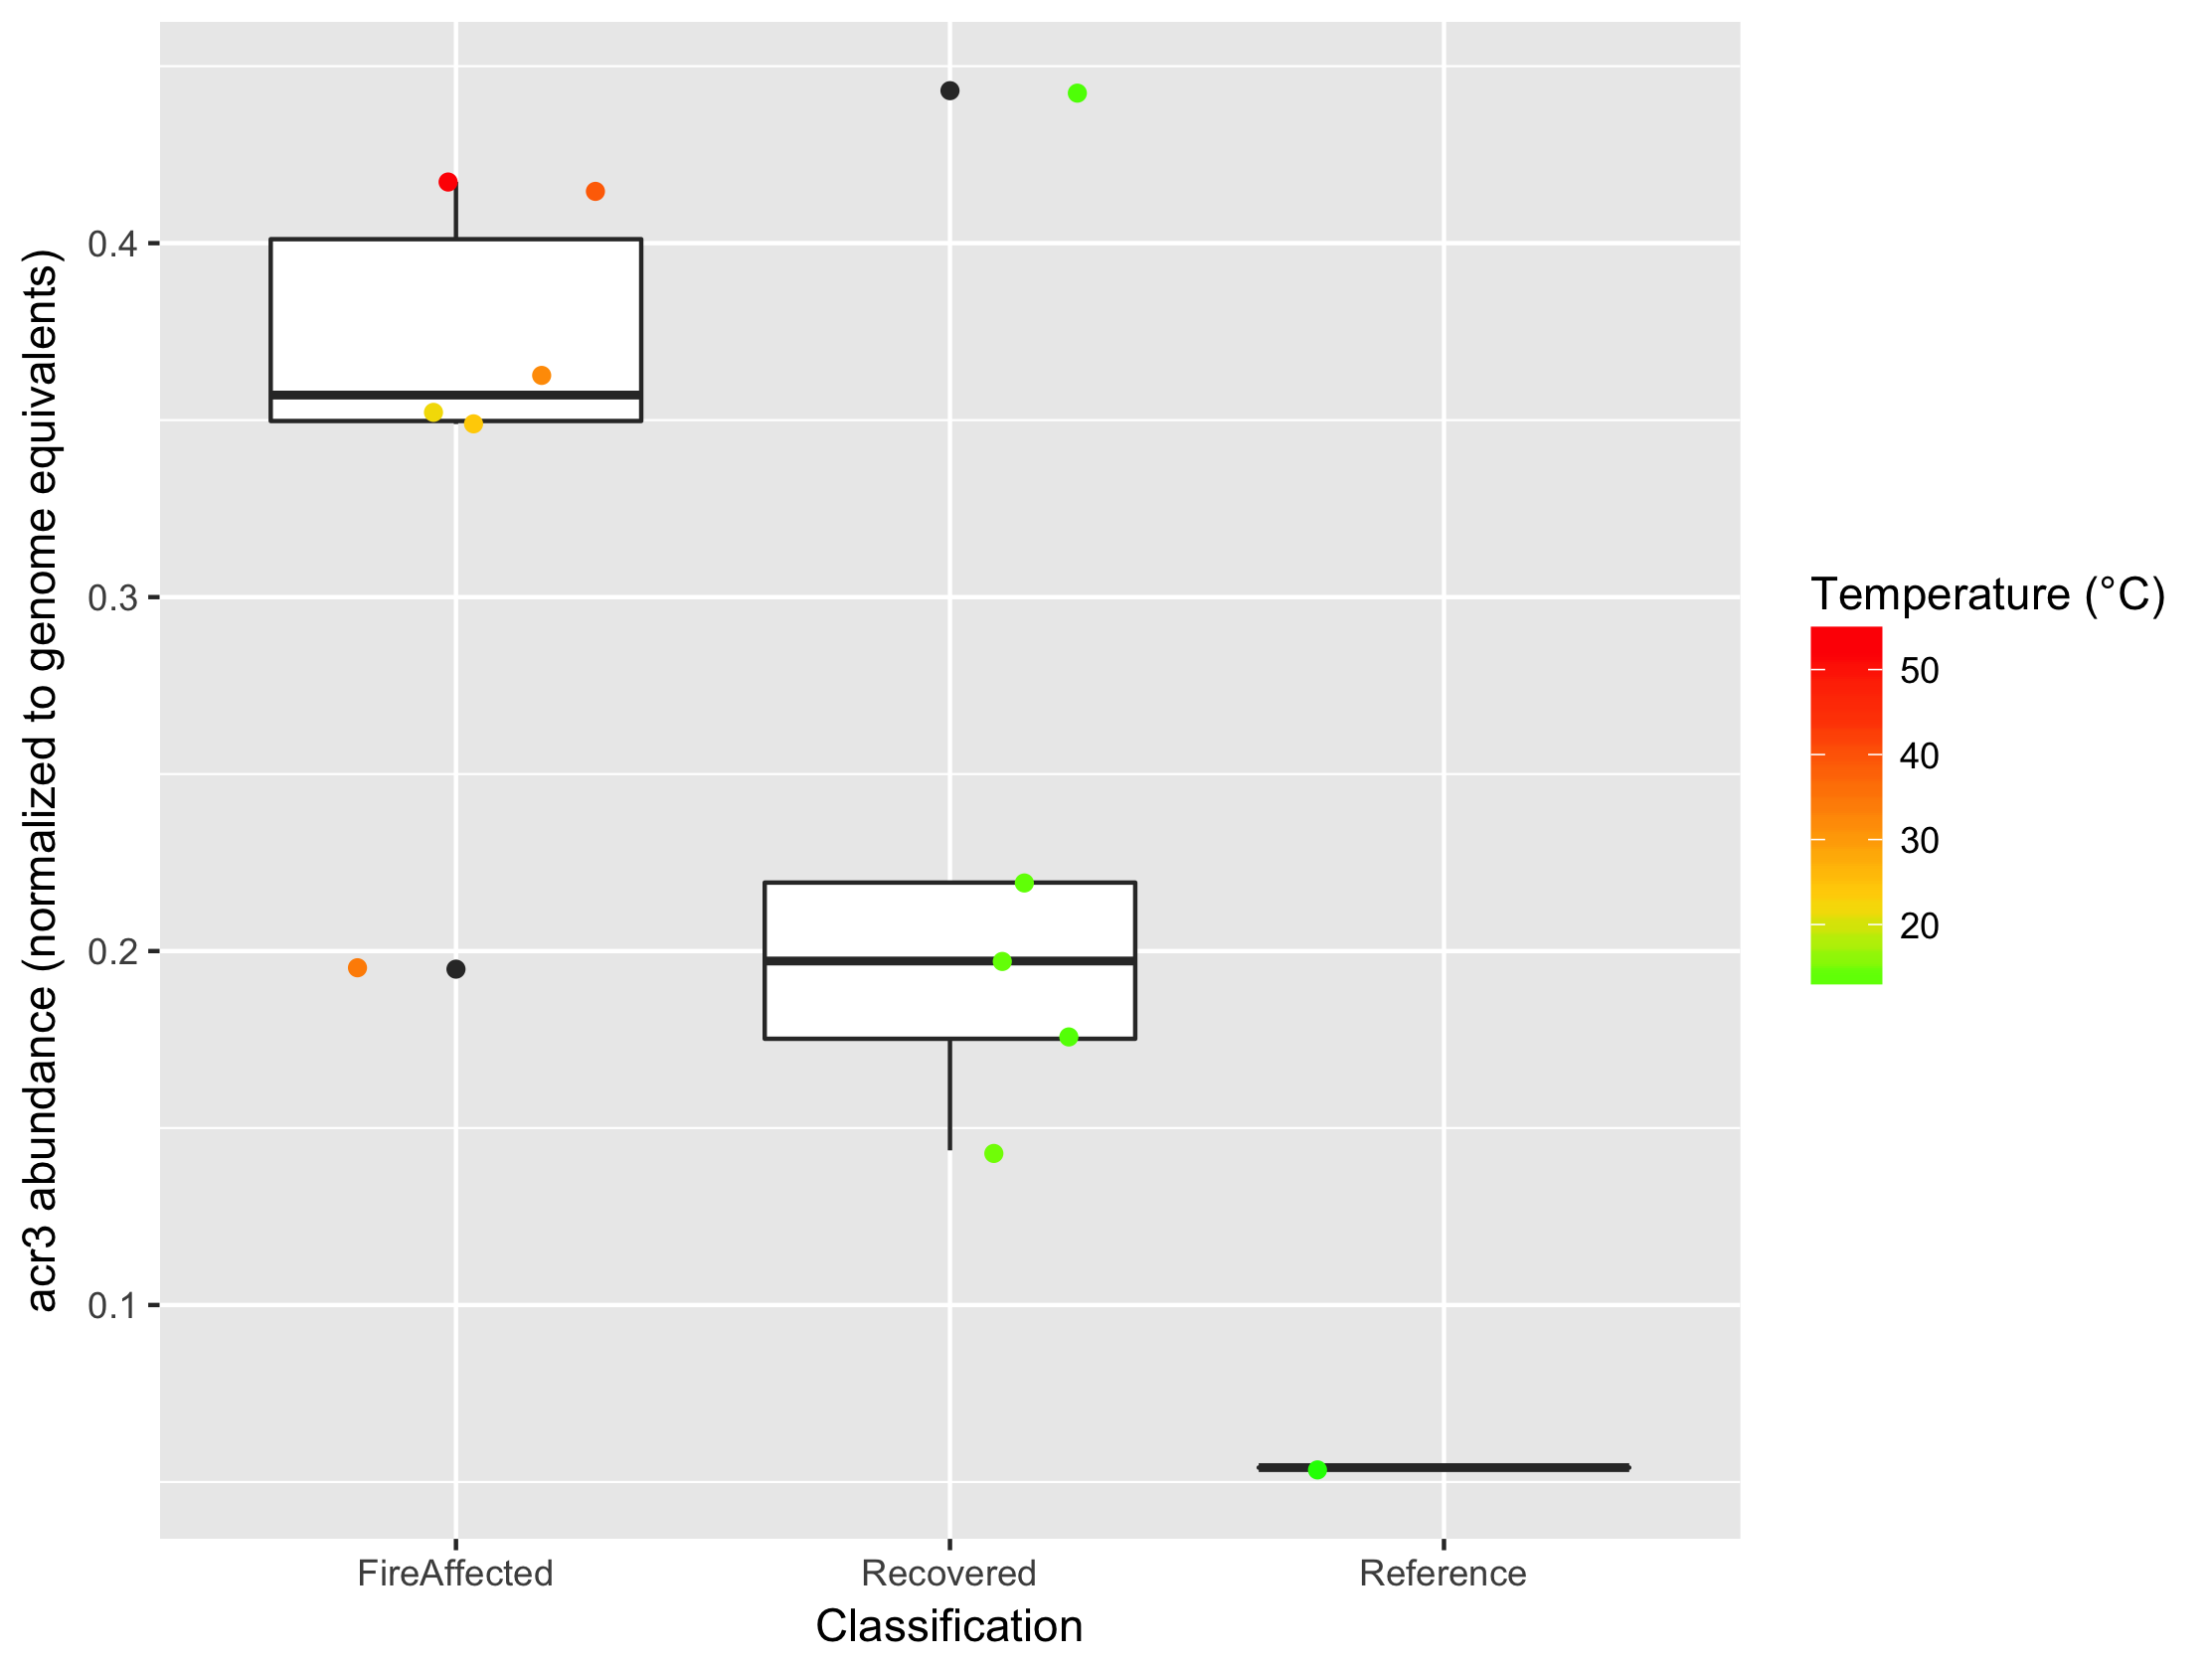 acr3 abundance (normalized to genome equivalents)
0.4
0.3
0.2
0.1
FireAffected
Recovered
Reference
Classification
Temperature (°C)
50
40
30
20